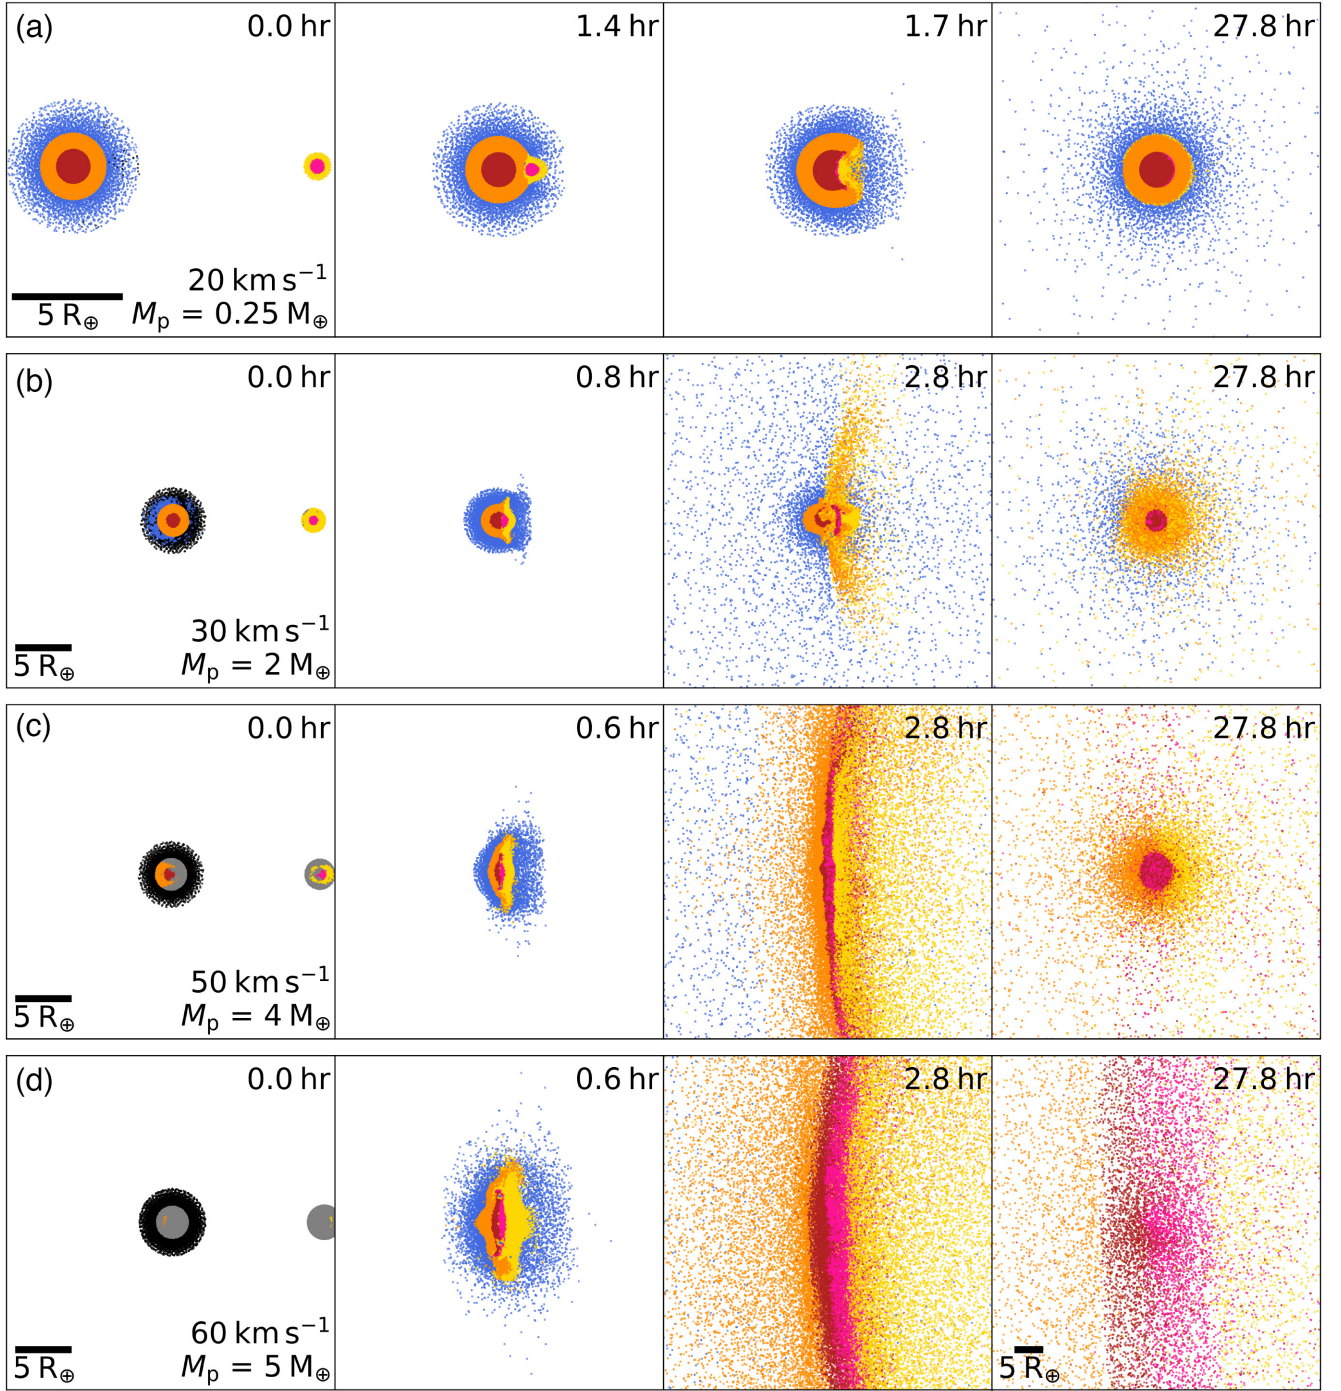 (a) 0.0 hr 1.4 hr 1.7 hr 27.8 hr
20 km s⁻¹
5 R⊕ Mₚ = 0.25 M⊕
(b) 0.0 hr 0.8 hr 2.8 hr 27.8 hr
30 km s⁻¹
5 R⊕ Mₚ = 2 M⊕
(c) 0.0 hr 0.6 hr 2.8 hr 27.8 hr
50 km s⁻¹
5 R⊕ Mₚ = 4 M⊕
(d) 0.0 hr 0.6 hr 2.8 hr 27.8 hr
60 km s⁻¹
5 R⊕ Mₚ = 5 M⊕ 5 R⊕